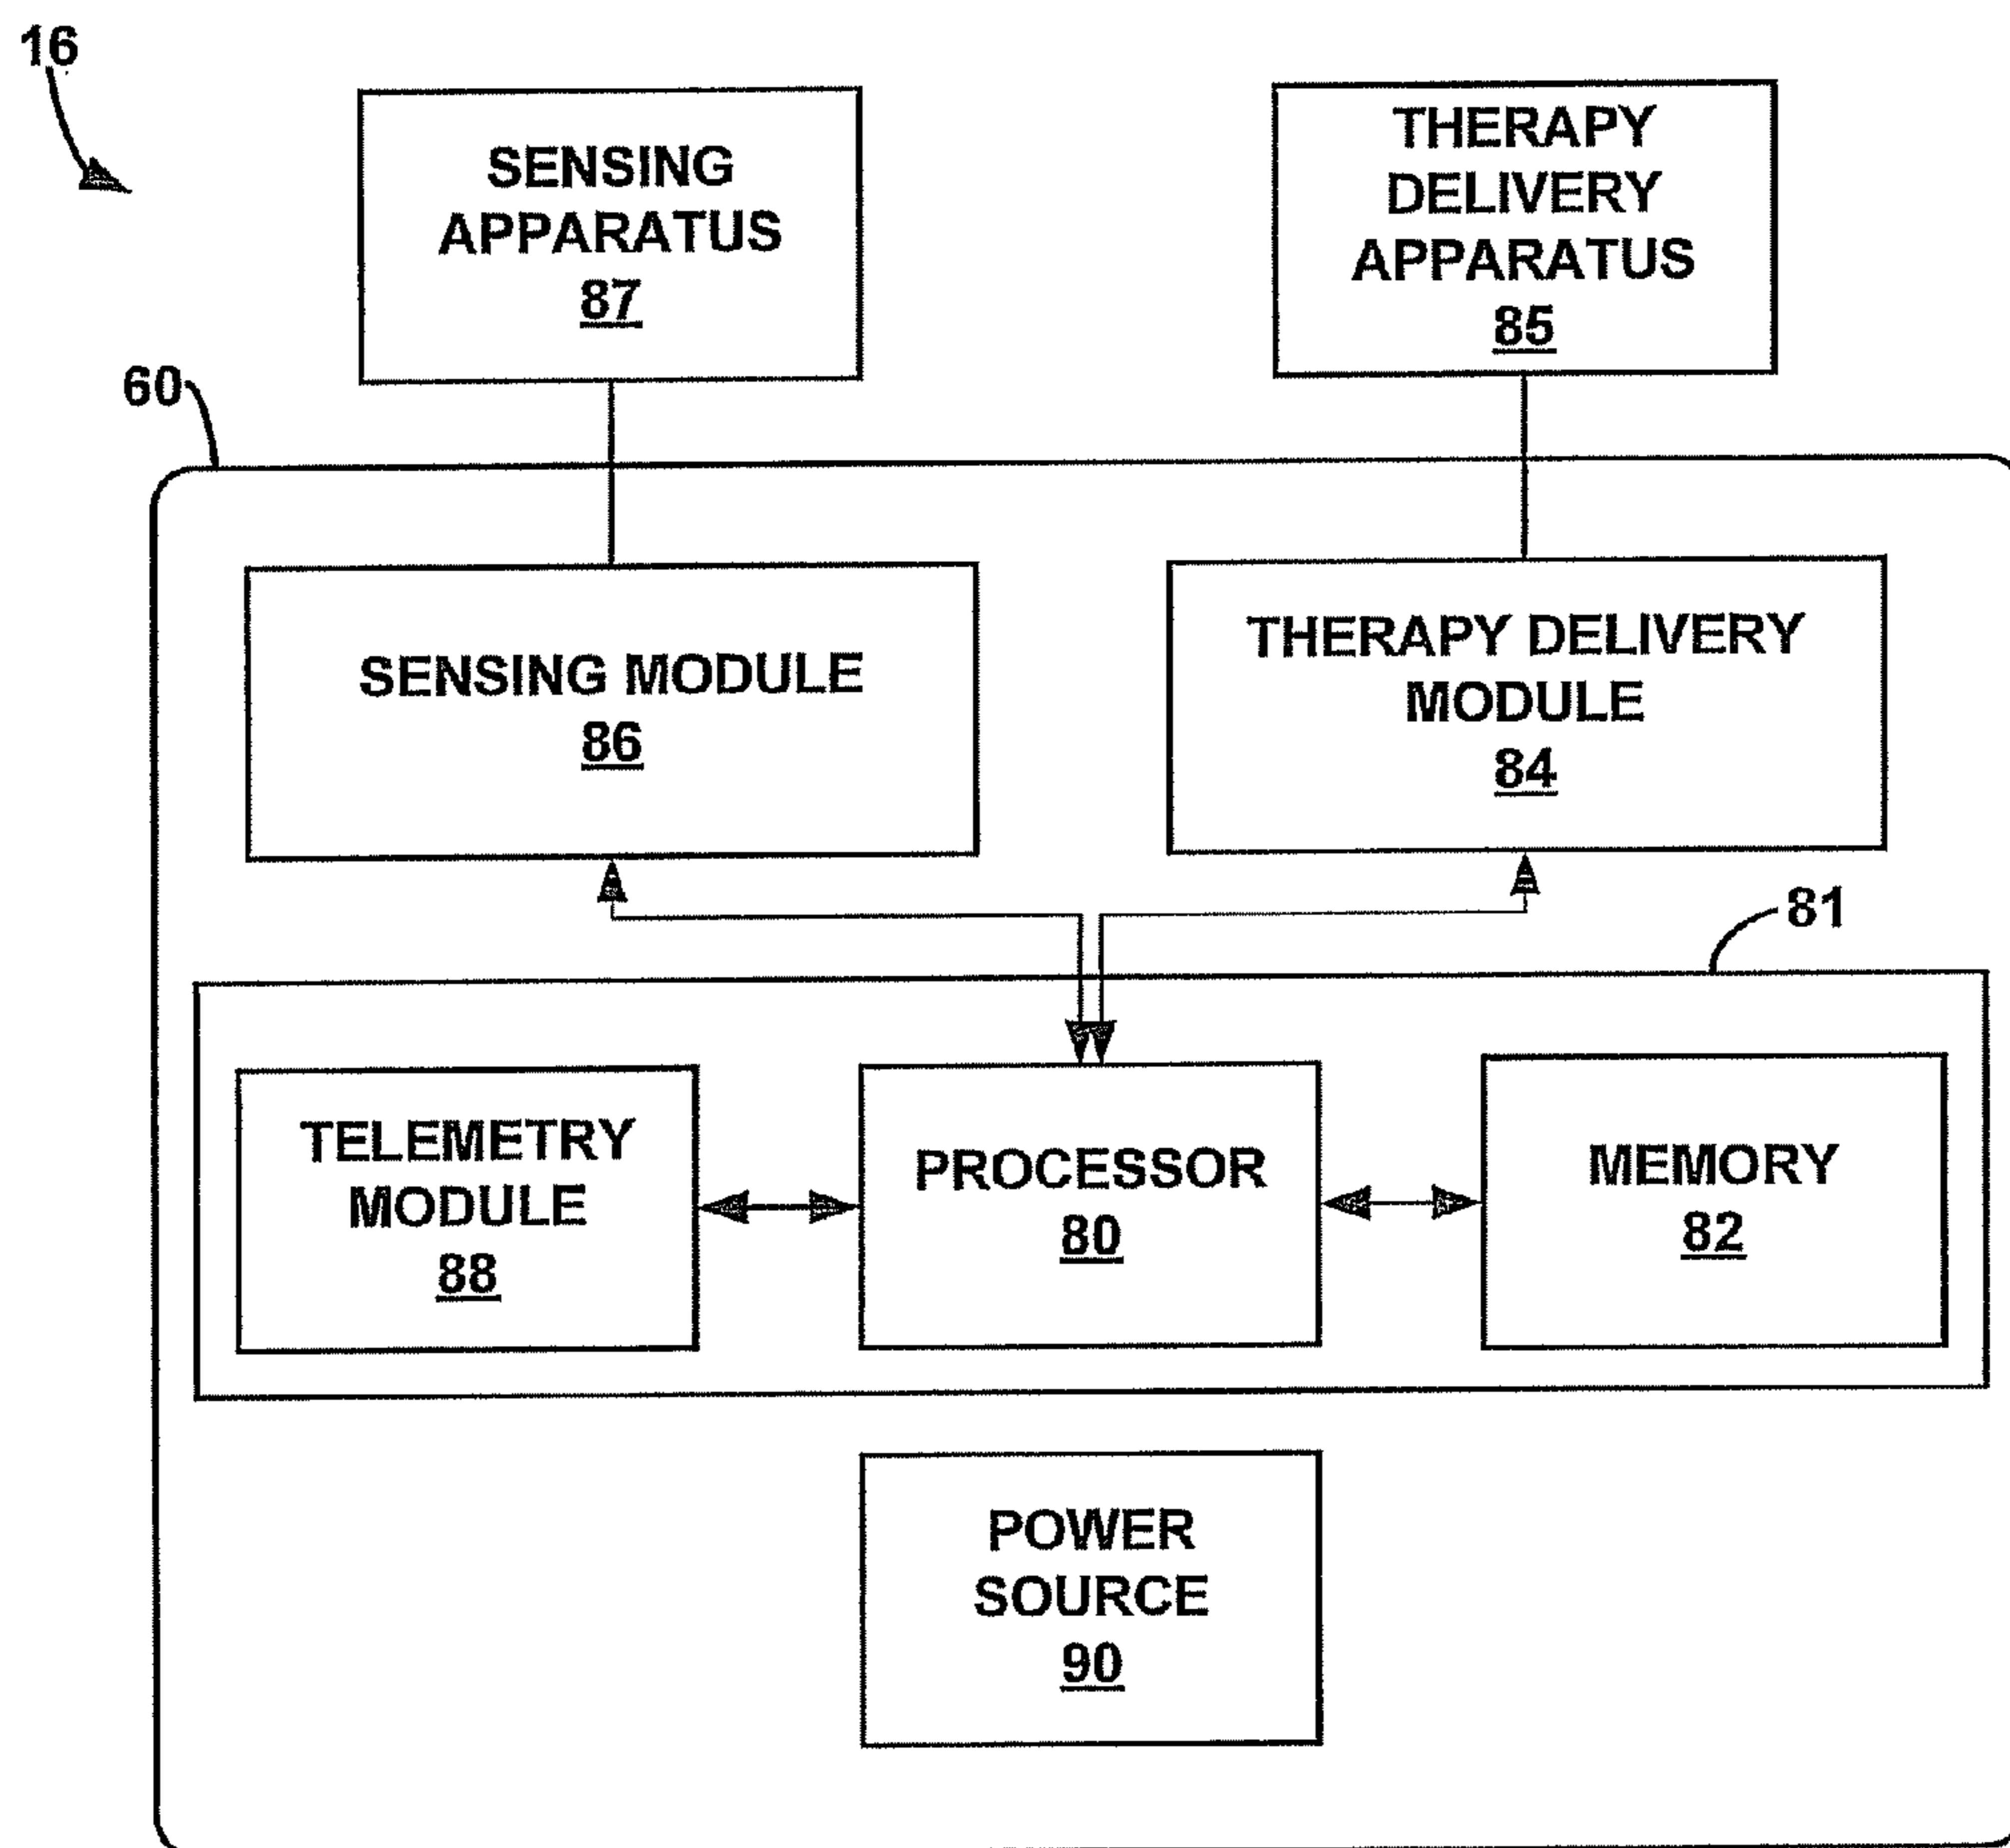 16
SENSING
APPARATUS
87
THERAPY
DELIVERY
APPARATUS
85
60
SENSING MODULE
86
THERAPY DELIVERY
MODULE
84
81
TELEMETRY
MODULE
88
PROCESSOR
80
MEMORY
82
POWER
SOURCE
90